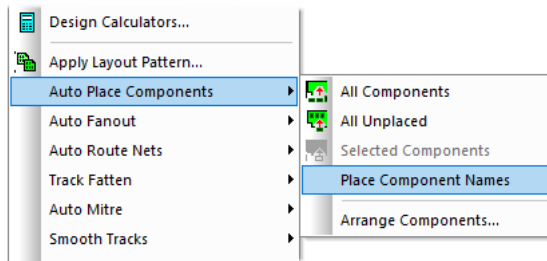 Design Calculators...
Apply Layout Pattern...
Auto Place Components
Auto Fanout
Auto Route Nets
Track Fatten
Auto Mitre
Smooth Tracks
All Components
All Unplaced
Selected Components
Place Component Names
Arrange Components...